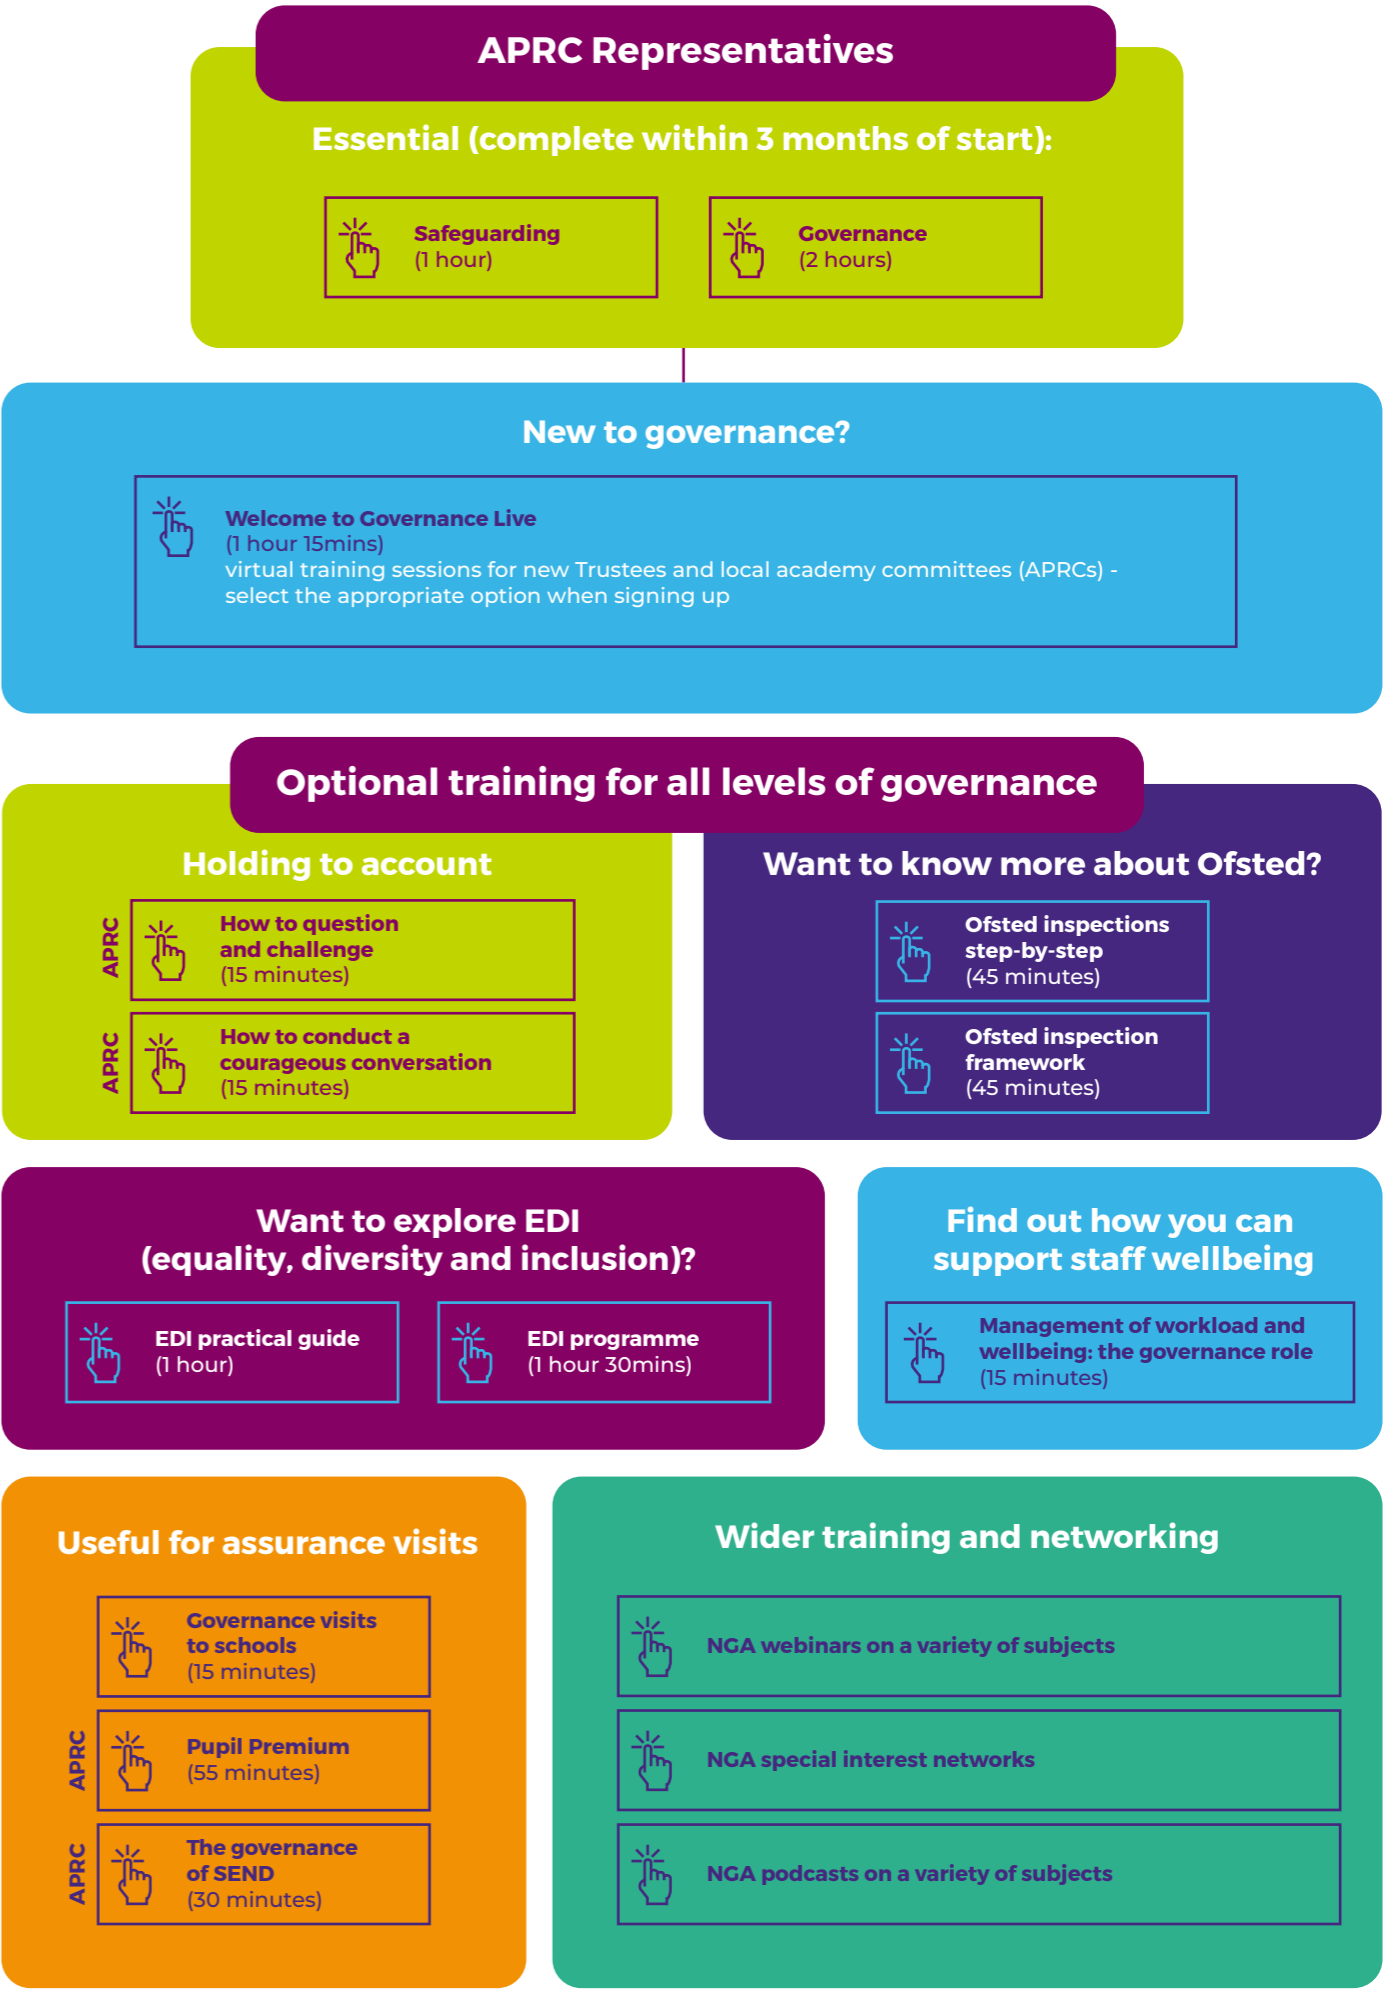 APRC Representatives
Essential (complete within 3 months of start):
Safeguarding
(1 hour)
Governance
(2 hours)
New to governance?
Welcome to Governance Live
(1 hour 15mins)
virtual training sessions for new Trustees and local academy committees (APRCs) -
select the appropriate option when signing up
Optional training for all levels of governance
Holding to account
APRC
How to question
and challenge
(15 minutes)
APRC
How to conduct a
courageous conversation
(15 minutes)
Want to know more about Ofsted?
Ofsted inspections
step-by-step
(45 minutes)
Ofsted inspection
framework
(45 minutes)
Want to explore EDI
(equality, diversity and inclusion)?
EDI practical guide
(1 hour)
EDI programme
(1 hour 30mins)
Find out how you can
support staff wellbeing
Management of workload and
wellbeing: the governance role
(15 minutes)
Useful for assurance visits
Governance visits
to schools
(15 minutes)
APRC
Pupil Premium
(55 minutes)
APRC
The governance
of SEND
(30 minutes)
Wider training and networking
NGA webinars on a variety of subjects
NGA special interest networks
NGA podcasts on a variety of subjects